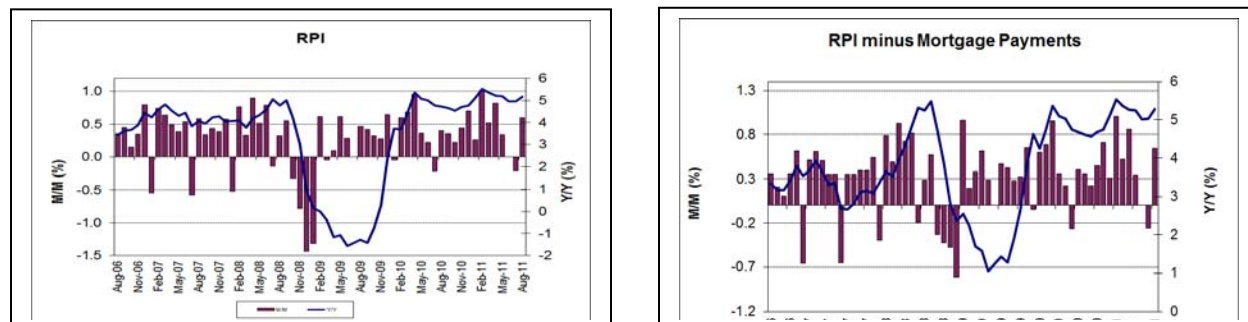 RPI
M/M (%)
1.0
0.5
0.0
-0.5
-1.0
-1.5
6
5
4
3
2
1
0
-1
-2
Y/Y (%)
Aug-06
Nov-06
Feb-07
May-07
Aug-07
Nov-07
Feb-08
May-08
Aug-08
Nov-08
Feb-09
May-09
Aug-09
Nov-09
Feb-10
May-10
Aug-10
Nov-10
Feb-11
May-11
Aug-11
M/M
Y/Y
RPI minus Mortgage Payments
M/M (%)
1.3
0.8
0.3
-0.2
-0.7
-1.2
6
5
4
3
2
1
0
Y/Y (%)